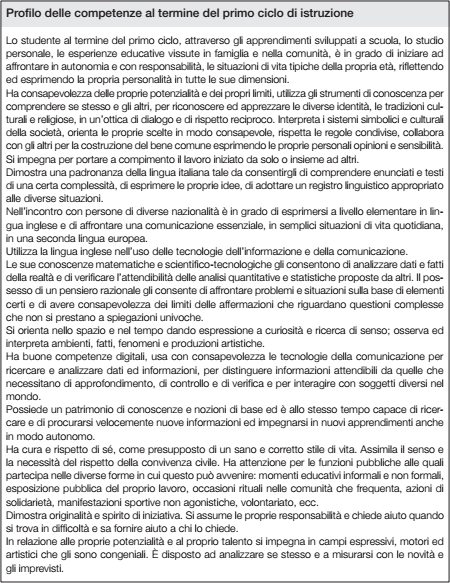 Profilo delle competenze al termine del primo ciclo di istruzione
Lo studente al termine del primo ciclo, attraverso gli apprendimenti sviluppati a scuola, lo studio
personale, le esperienze educative vissute in famiglia e nella comunità, è in grado di iniziare ad
affrontare in autonomia e con responsabilità, le situazioni di vita tipiche della propria età, riflettendo
ed esprimendo la propria personalità in tutte le sue dimensioni.
Ha consapevolezza delle proprie potenzialità e dei propri limiti, utilizza gli strumenti di conoscenza per
comprendere se stesso e gli altri, per riconoscere ed apprezzare le diverse identità, le tradizioni cul-
turali e religiose, in un'ottica di dialogo e di rispetto reciproco. Interpreta i sistemi simbolici e culturali
della società, orienta le proprie scelte in modo consapevole, rispetta le regole condivise, collabora
con gli altri per la costruzione del bene comune esprimendo le proprie personali opinioni e sensibilità.
Si impegna per portare a compimento il lavoro iniziato da solo o insieme ad altri.
Dimostra una padronanza della lingua italiana tale da consentirgli di comprendere enunciati e testi
di una certa complessità, di esprimere le proprie idee, di adottare un registro linguistico appropriato
alle diverse situazioni.
Nell'incontro con persone di diverse nazionalità è in grado di esprimersi a livello elementare in lin-
gua inglese e di affrontare una comunicazione essenziale, in semplici situazioni di vita quotidiana,
in una seconda lingua europea.
Utilizza la lingua inglese nell'uso delle tecnologie dell'informazione e della comunicazione.
Le sue conoscenze matematiche e scientifico-tecnologiche gli consentono di analizzare dati e fatti
della realtà e di verificare l'attendibilità delle analisi quantitative e statistiche proposte da altri. Il pos-
sesso di un pensiero razionale gli consente di affrontare problemi e situazioni sulla base di elementi
certi e di avere consapevolezza dei limiti delle affermazioni che riguardano questioni complesse
che non si prestano a spiegazioni univoche.
Si orienta nello spazio e nel tempo dando espressione a curiosità e ricerca di senso; osserva ed
interpreta ambienti, fatti, fenomeni e produzioni artistiche.
Ha buone competenze digitali, usa con consapevolezza le tecnologie della comunicazione per
ricercare e analizzare dati ed informazioni, per distinguere informazioni attendibili da quelle che
necessitano di approfondimento, di controllo e di verifica e per interagire con soggetti diversi nel
mondo.
Possiede un patrimonio di conoscenze e nozioni di base ed è allo stesso tempo capace di ricer-
care e di procurarsi velocemente nuove informazioni ed impegnarsi in nuovi apprendimenti anche
in modo autonomo.
Ha cura e rispetto di sé, come presupposto di un sano e corretto stile di vita. Assimila il senso e
la necessità del rispetto della convivenza civile. Ha attenzione per le funzioni pubbliche alle quali
partecipa nelle diverse forme in cui questo può avvenire: momenti educativi informali e non formali,
esposizione pubblica del proprio lavoro, occasioni rituali nelle comunità che frequenta, azioni di
solidarietà, manifestazioni sportive non agonistiche, volontariato, ecc.
Dimostra originalità e spirito di iniziativa. Si assume le proprie responsabilità e chiede aiuto quando
si trova in difficoltà e sa fornire aiuto a chi lo chiede.
In relazione alle proprie potenzialità e al proprio talento si impegna in campi espressivi, motori ed
artistici che gli sono congeniali. È disposto ad analizzare se stesso e a misurarsi con le novità e
gli imprevisti.